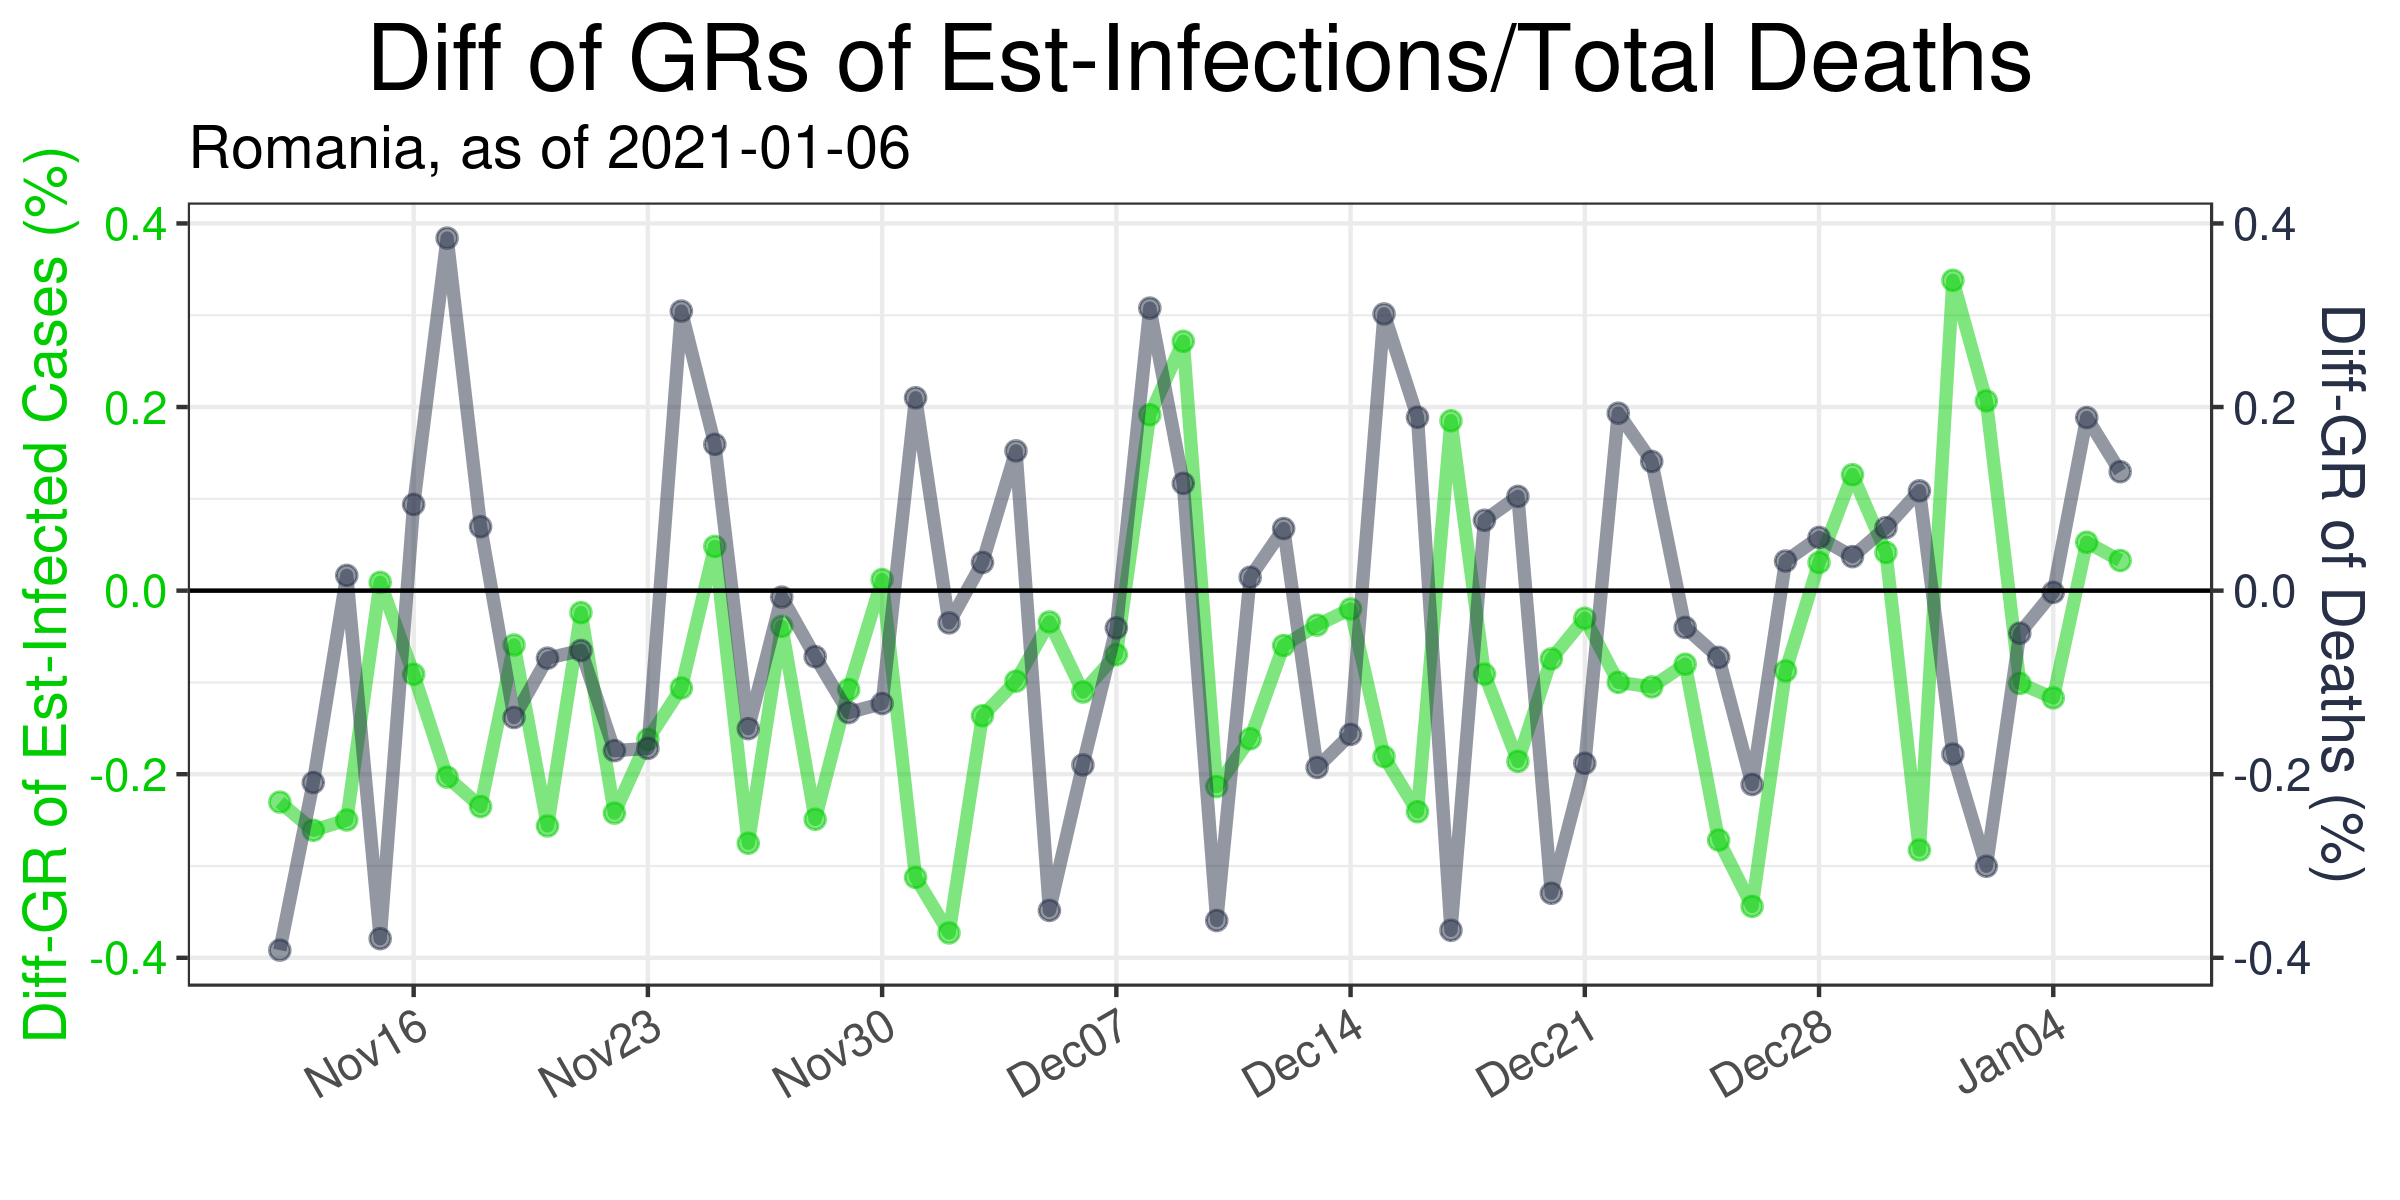 Diff of GRs of Est-Infections/Total Deaths
Romania, as of 2021-01-06
Diff-GR of Est-Infected Cases (%)
0.4
0.2
0.0
-0.2
-0.4
0.4
0.2
0.0
-0.2
-0.4
Diff-GR of Deaths (%)
Nov16
Nov23
Nov30
Dec07
Dec14
Dec21
Dec28
Jan04